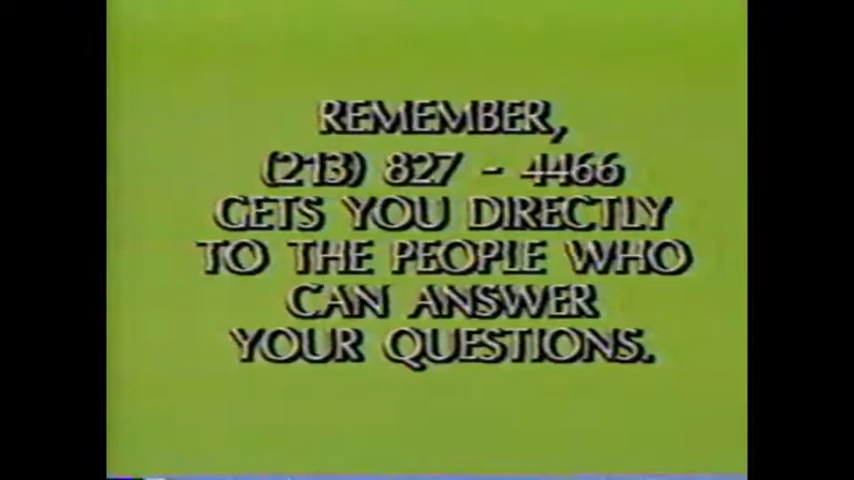 REMEMBER,
(213) 827 - 4466
GETS YOU DIRECTLY
TO THE PEOPLE WHO
CAN ANSWER
YOUR QUESTIONS.